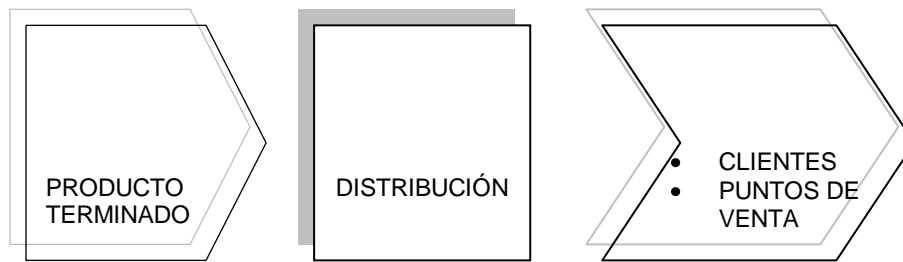 PRODUCTO
TERMINADO
DISTRIBUCIÓN
• CLIENTES
• PUNTOS DE
VENTA